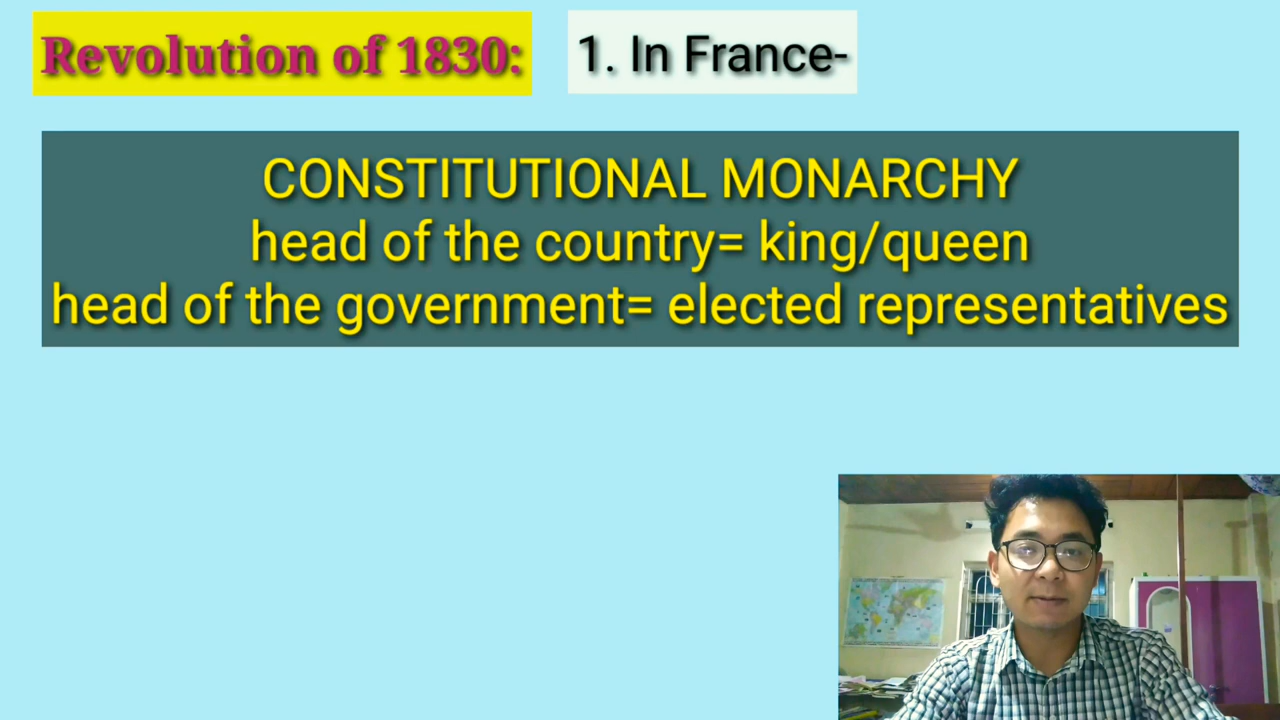 Revolution of 1830:
1. In France-
CONSTITUTIONAL MONARCHY
head of the country= king/queen
head of the government= elected representatives